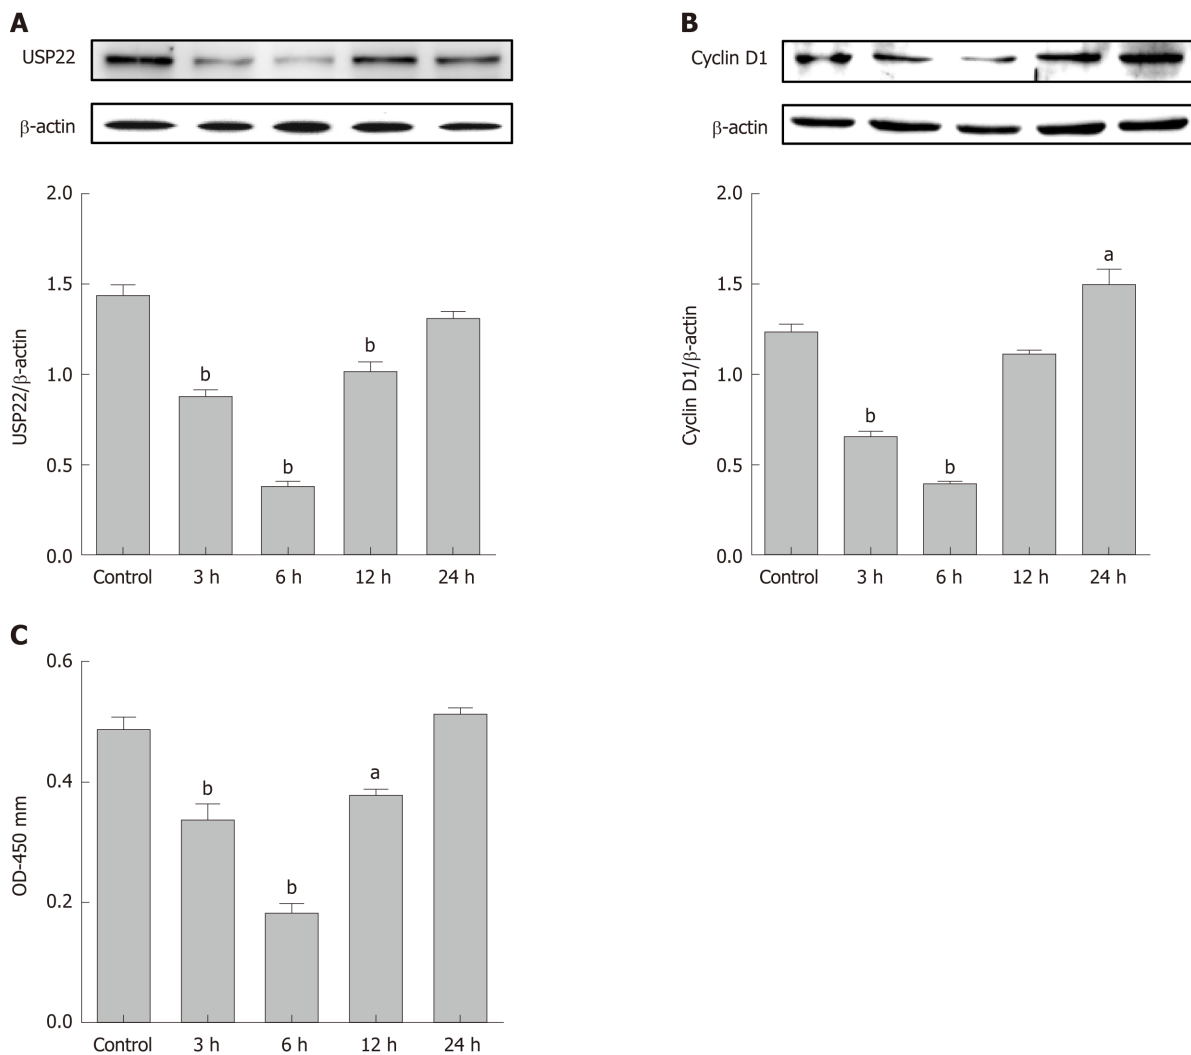 A
USP22
β-actin
2.0
1.5
1.0
0.5
0.0
USP22/β-actin
b
b
b
Control 3 h 6 h 12 h 24 h
B
Cyclin D1
β-actin
2.0
1.5
1.0
0.5
0.0
Cyclin D1/β-actin
b
b
a
Control 3 h 6 h 12 h 24 h
C
0.6
0.4
0.2
0.0
OD-450 mm
b
b
a
Control 3 h 6 h 12 h 24 h